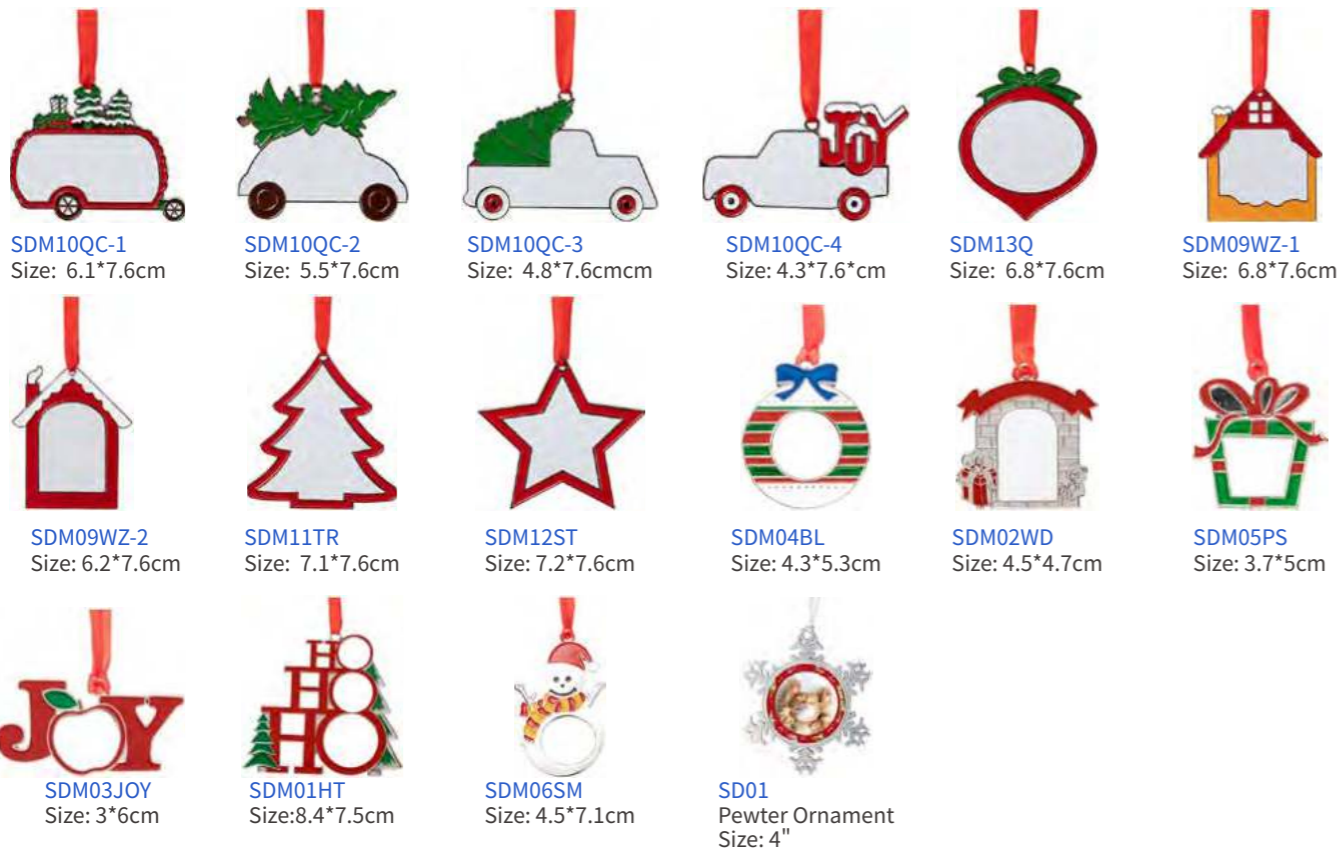 JOY
SDM10QC-1
Size: 6.1*7.6cm
SDM10QC-2
Size: 5.5*7.6cm
SDM10QC-3
Size: 4.8*7.6cmcm
SDM10QC-4
Size: 4.3*7.6*cm
SDM13Q
Size: 6.8*7.6cm
SDM09WZ-1
Size: 6.8*7.6cm
SDM09WZ-2
Size: 6.2*7.6cm
SDM11TR
Size: 7.1*7.6cm
SDM12ST
Size: 7.2*7.6cm
SDM04BL
Size: 4.3*5.3cm
SDM02WD
Size: 4.5*4.7cm
SDM05PS
Size: 3.7*5cm
JOY
SDM03JOY
Size: 3*6cm
HO
HO
HO
SDM01HT
Size:8.4*7.5cm
SDM06SM
Size: 4.5*7.1cm
SD01
Pewter Ornament
Size: 4"